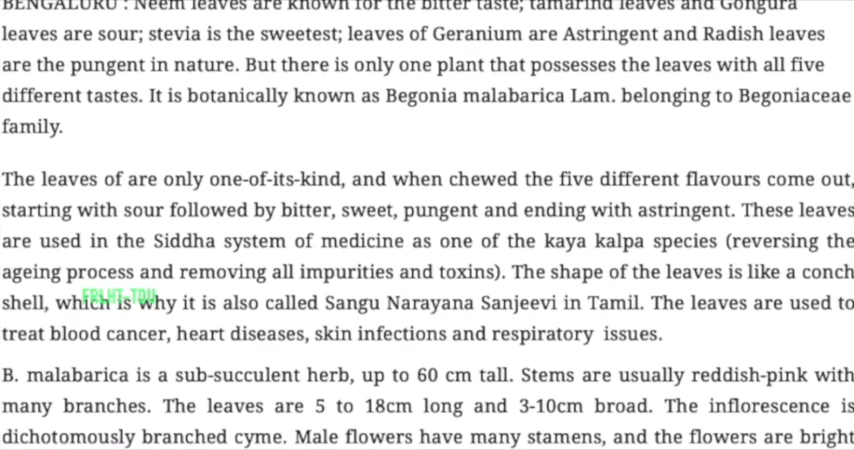 BENGALURU : Neem leaves are known for the bitter taste; tamarind leaves and Gongura
leaves are sour; stevia is the sweetest; leaves of Geranium are Astringent and Radish leaves
are the pungent in nature. But there is only one plant that possesses the leaves with all five
different tastes. It is botanically known as Begonia malabarica Lam. belonging to Begoniaceae
family.
The leaves of are only one-of-its-kind, and when chewed the five different flavours come out,
starting with sour followed by bitter, sweet, pungent and ending with astringent. These leaves
are used in the Siddha system of medicine as one of the kaya kalpa species (reversing the
ageing process and removing all impurities and toxins). The shape of the leaves is like a conch
FRLHT-TDU
shell, which is why it is also called Sangu Narayana Sanjeevi in Tamil. The leaves are used to
treat blood cancer, heart diseases, skin infections and respiratory issues.
B. malabarica is a sub-succulent herb, up to 60 cm tall. Stems are usually reddish-pink with
many branches. The leaves are 5 to 18cm long and 3-10cm broad. The inflorescence is
dichotomously branched cyme. Male flowers have many stamens, and the flowers are bright